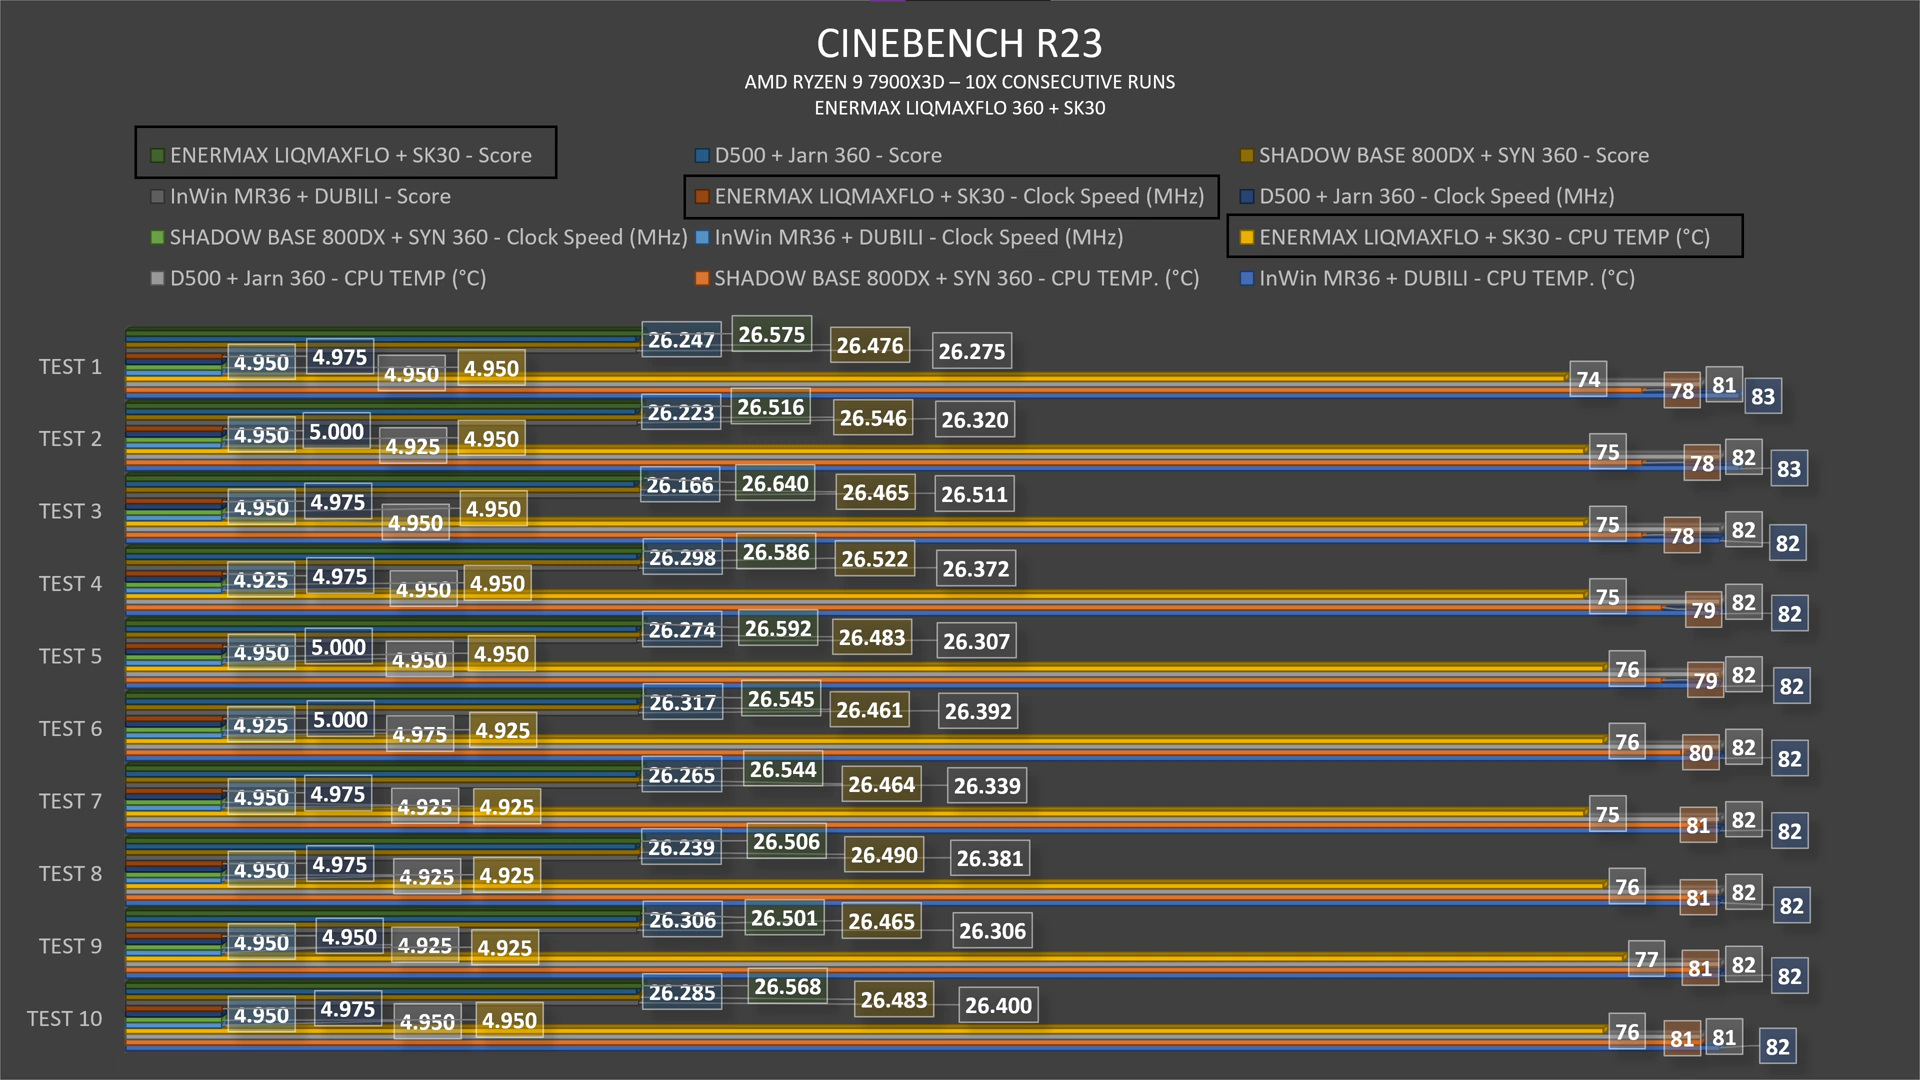 CINEBENCH R23
AMD RYZEN 9 7900X3D – 10X CONSECUTIVE RUNS
ENERMAX LIQMAXFLO 360 + SK30
ENERMAX LIQMAXFLO + SK30 - Score
D500 + Jarn 360 - Score
SHADOW BASE 800DX + SYN 360 - Score
InWin MR36 + DUBILI - Score
ENERMAX LIQMAXFLO + SK30 - Clock Speed (MHz)
D500 + Jarn 360 - Clock Speed (MHz)
SHADOW BASE 800DX + SYN 360 - Clock Speed (MHz)
InWin MR36 + DUBILI - Clock Speed (MHz)
ENERMAX LIQMAXFLO + SK30 - CPU TEMP (°C)
D500 + Jarn 360 - CPU TEMP (°C)
SHADOW BASE 800DX + SYN 360 - CPU TEMP. (°C)
InWin MR36 + DUBILI - CPU TEMP. (°C)
TEST 1 4.950 4.975 4.950 4.950 26.247 26.575 26.476 26.275 74 78 81 83
TEST 2 4.950 5.000 4.925 4.950 26.223 26.516 26.546 26.320 75 78 82 83
TEST 3 4.950 4.975 4.950 4.950 26.166 26.640 26.465 26.511 75 78 82 82
TEST 4 4.925 4.975 4.950 4.950 26.298 26.586 26.522 26.372 75 79 82 82
TEST 5 4.950 5.000 4.950 4.950 26.274 26.592 26.483 26.307 76 79 82 82
TEST 6 4.925 5.000 4.975 4.925 26.317 26.545 26.461 26.392 76 80 82 82
TEST 7 4.950 4.975 4.925 4.925 26.265 26.544 26.464 26.339 75 81 82 82
TEST 8 4.950 4.975 4.925 4.925 26.239 26.506 26.490 26.381 76 81 82 82
TEST 9 4.950 4.950 4.925 4.925 26.306 26.501 26.465 26.306 77 81 82 82
TEST 10 4.950 4.975 4.950 4.950 26.285 26.568 26.483 26.400 76 81 81 82